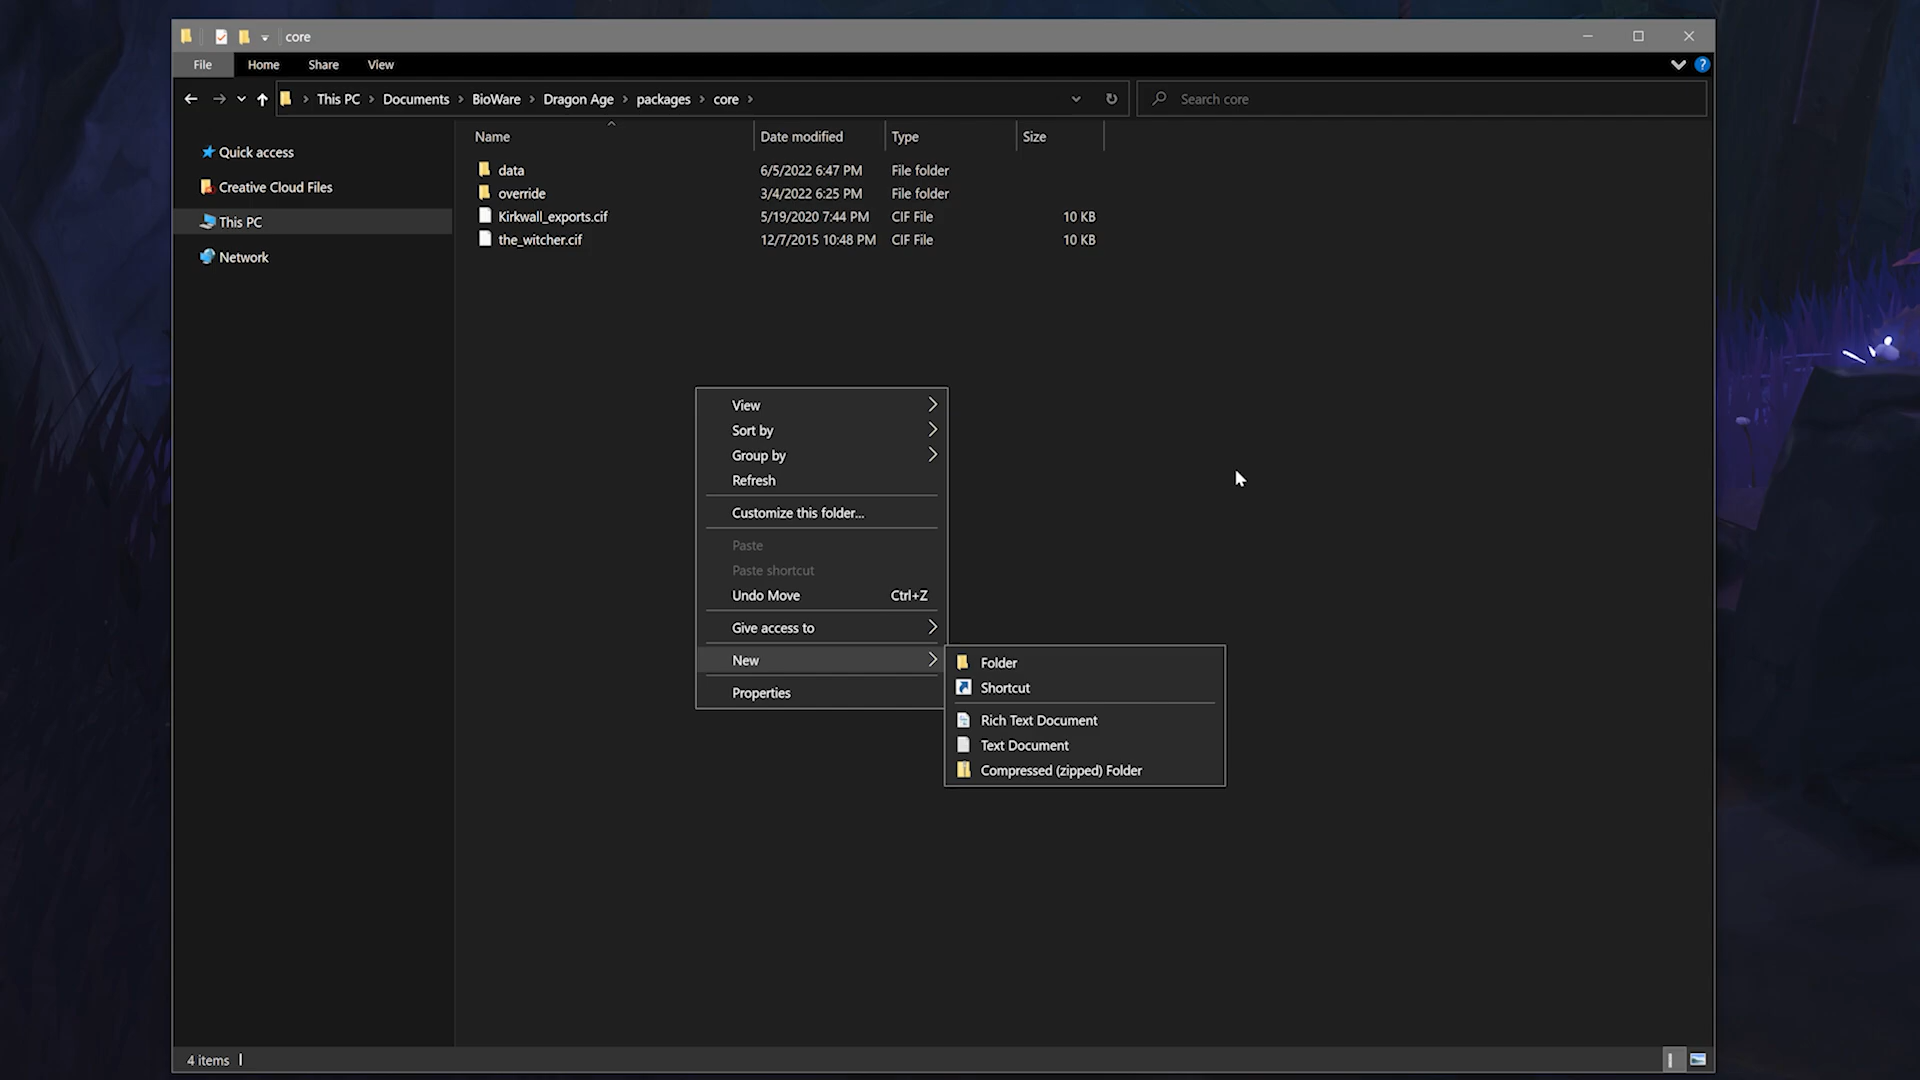 core
File Home Share View
This PC Documents BioWare Dragon Age packages core Search core
Name Date modified Type Size
Quick access
Creative Cloud Files
This PC
Network
data 6/5/2022 6:47 PM File folder
override 3/4/2022 6:25 PM File folder
Kirkwall_exports.cif 5/19/2020 7:44 PM CIF File 10 KB
the_witcher.cif 12/7/2015 10:48 PM CIF File 10 KB
View
Sort by
Group by
Refresh
Customize this folder...
Paste
Paste shortcut
Undo Move Ctrl+Z
Give access to
New
Properties
Folder
Shortcut
Rich Text Document
Text Document
Compressed (zipped) Folder
4 items